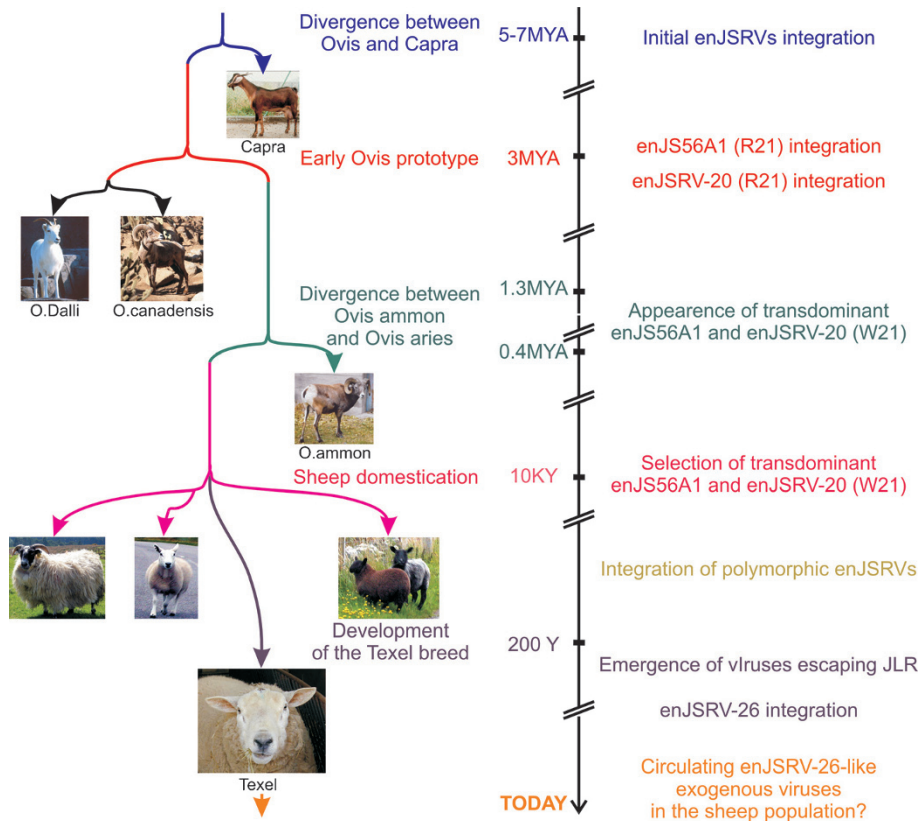 Divergence between
Ovis and Capra
5-7MYA
Initial enJSRVs integration
Capra
Early Ovis prototype
3MYA
enJS56A1 (R21) integration
enJSRV-20 (R21) integration
O.Dalli
O.canadensis
Divergence between
Ovis ammon
and Ovis aries
1.3MYA
0.4MYA
Appearence of transdominant
enJS56A1 and enJSRV-20 (W21)
O.ammon
Sheep domestication
10KY
Selection of transdominant
enJS56A1 and enJSRV-20 (W21)
Integration of polymorphic enJSRVs
Development
of the Texel breed
200 Y
Emergence of vIruses escaping JLR
enJSRV-26 integration
Texel
TODAY
Circulating enJSRV-26-like
exogenous viruses
in the sheep population?